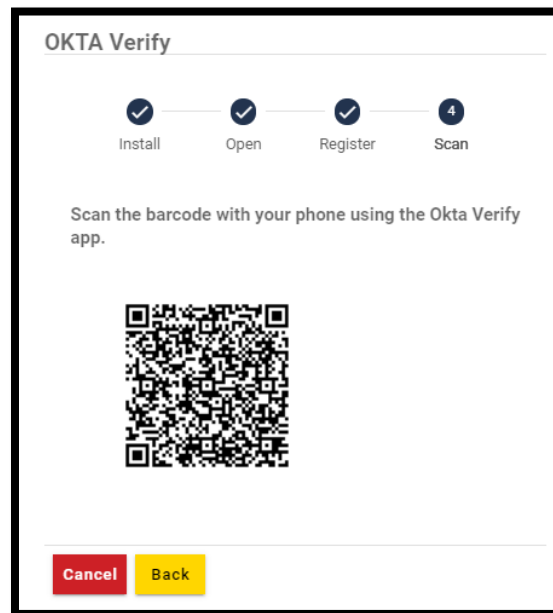 OKTA Verify
4
Install Open Register Scan
Scan the barcode with your phone using the Okta Verify
app.
Cancel Back